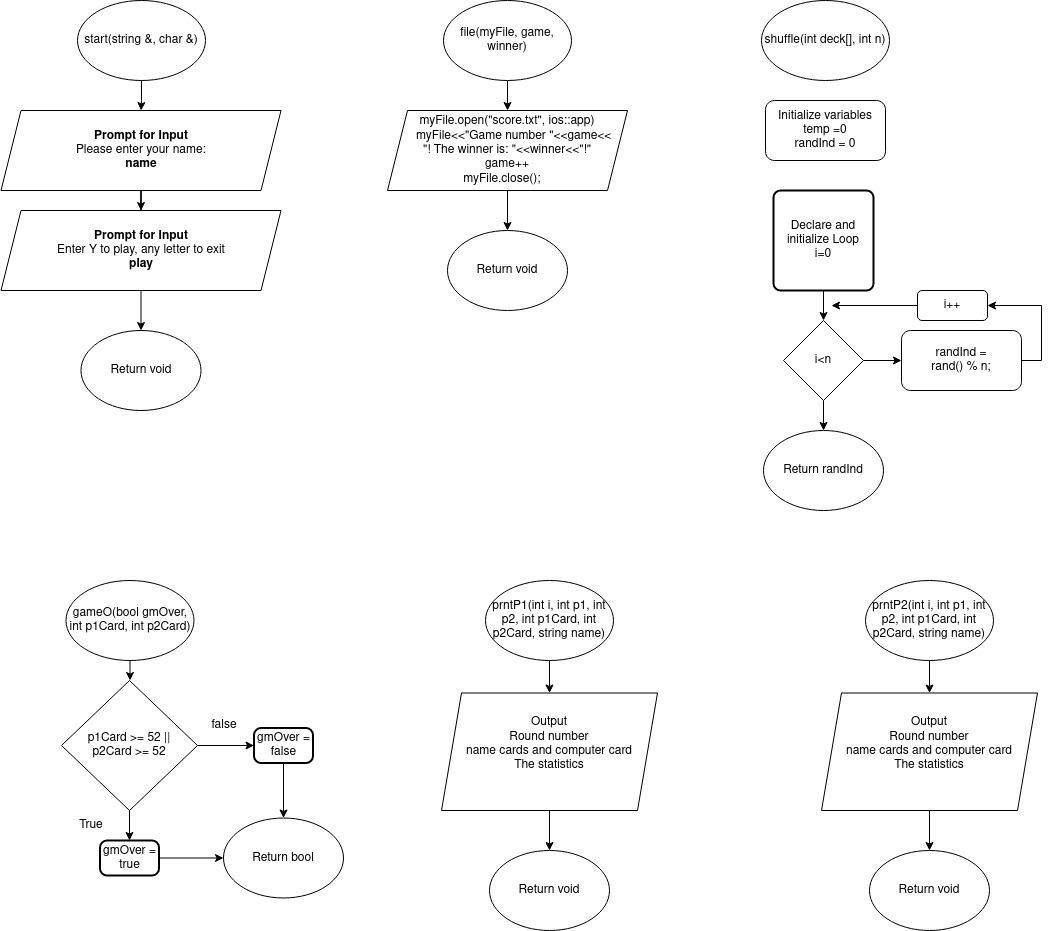 start(string &, char &)
Prompt for Input
Please enter your name:
name
Prompt for Input
Enter Y to play, any letter to exit
play
Return void
file(myFile, game,
winner)
myFile.open("score.txt", ios::app)
myFile<<"Game number "<<game<<
"! The winner is: "<<winner<<"!"
game++
myFile.close();
Return void
shuffle(int deck[], int n)
Initialize variables
temp =0
randInd = 0
Declare and
initialize Loop
i=0
i++
i<n
randInd =
rand() % n;
Return randInd
gameO(bool gmOver,
int p1Card, int p2Card)
p1Card >= 52 ||
p2Card >= 52
false
gmOver =
false
True
gmOver =
true
Return bool
prntP1(int i, int p1, int
p2, int p1Card, int
p2Card, string name)
Output
Round number
name cards and computer card
The statistics
Return void
prntP2(int i, int p1, int
p2, int p1Card, int
p2Card, string name)
Output
Round number
name cards and computer card
The statistics
Return void